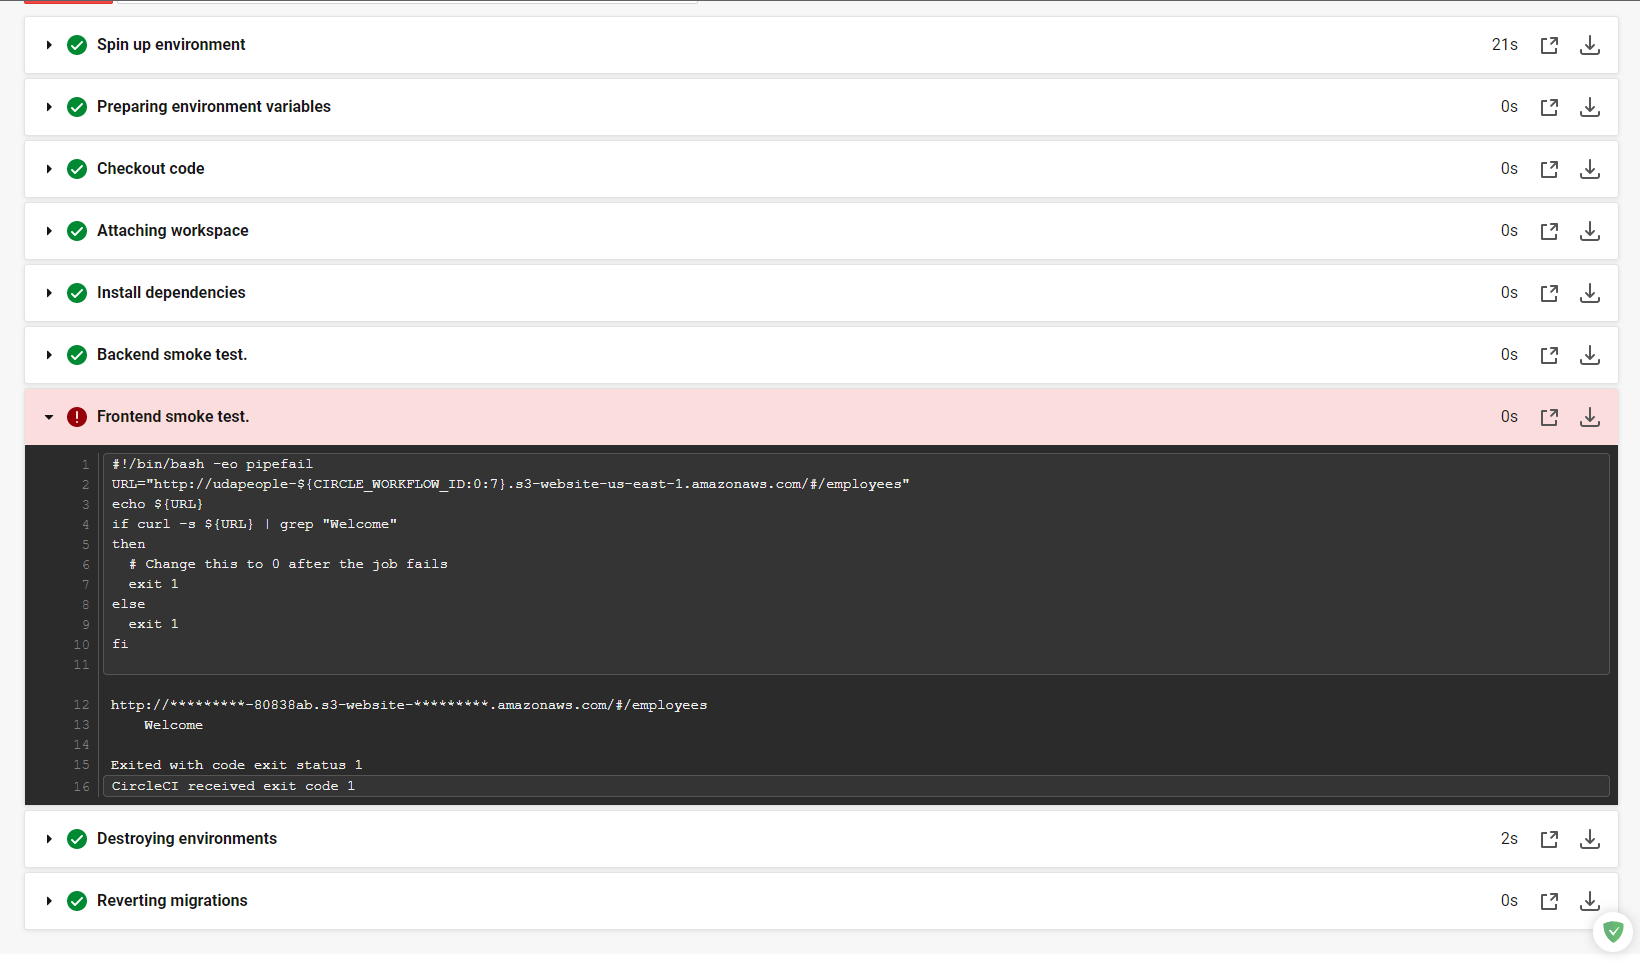 Spin up environment 21s
Preparing environment variables 0s
Checkout code 0s
Attaching workspace 0s
Install dependencies 0s
Backend smoke test. 0s
Frontend smoke test. 0s
1 #!/bin/bash -eo pipefail
2 URL="http://udapeople-${CIRCLE_WORKFLOW_ID:0:7}.s3-website-us-east-1.amazonaws.com/#/employees"
3 echo ${URL}
4 if curl -s ${URL} | grep "Welcome"
5 then
6   # Change this to 0 after the job fails
7   exit 1
8 else
9   exit 1
10 fi
11
12 http://*********-80838ab.s3-website-*********.amazonaws.com/#/employees
13     Welcome
14
15 Exited with code exit status 1
16 CircleCI received exit code 1
Destroying environments 2s
Reverting migrations 0s